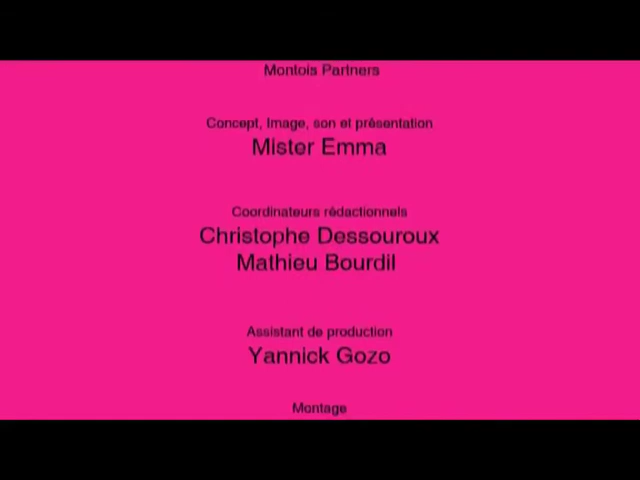 Montois Partners
Concept, Image, son et présentation
Mister Emma
Coordinateurs rédactionnels
Christophe Dessouroux
Mathieu Bourdil
Assistant de production
Yannick Gozo
Montage